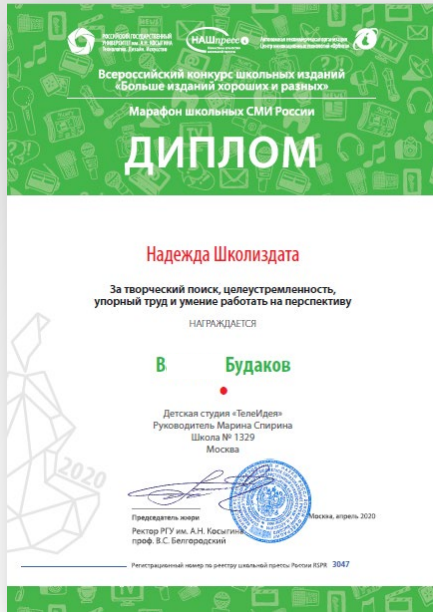 РОССИЙСКИЙ ГОСУДАРСТВЕННЫЙ
УНИВЕРСИТЕТ им. А.Н. КОСЫГИНА
Технологии. Дизайн. Искусство
НАШпресс
Автономная некоммерческая организация
Всероссийский конкурс школьных изданий
«Больше изданий хороших и разных»
Марафон школьных СМИ России
ДИПЛОМ
Надежда Школиздата
За творческий поиск, целеустремленность,
упорный труд и умение работать на перспективу
НАГРАЖДАЕТСЯ
В Будаков
Детская студия «ТелеИдея»
Руководитель Марина Спирина
Школа № 1329
Москва
2020
Председатель жюри
Москва, апрель 2020
Ректор РГУ им. А.Н. Косыгина
проф. В.С. Белгородский
Регистрационный номер по реестру школьной прессы России RSPR 3047